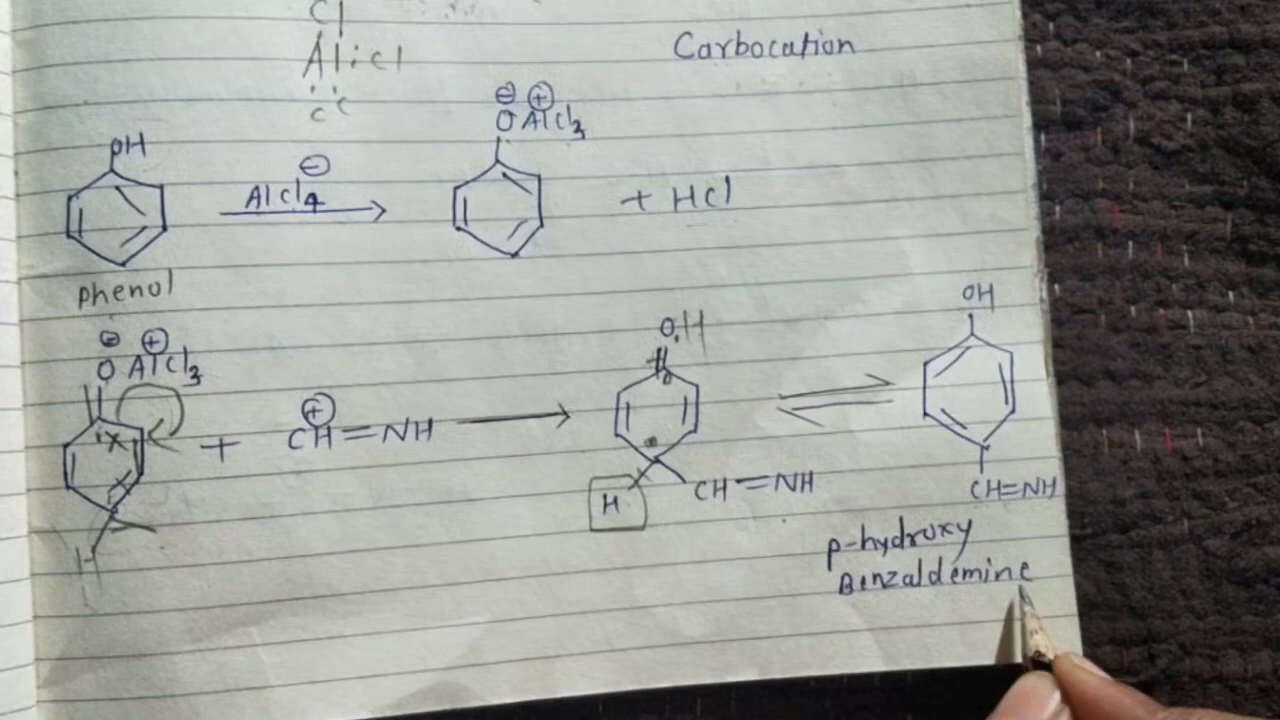 Cl
Al:Cl
Carbocation
⊖ ⊕
O AlCl3
OH
⊖
AlCl4
+ HCl
Phenol
⊖ ⊕
O AlCl3
+
⊕
CH=NH
H
OH
H
CH=NH
OH
CH=NH
p-hydroxy
Benzaldemine